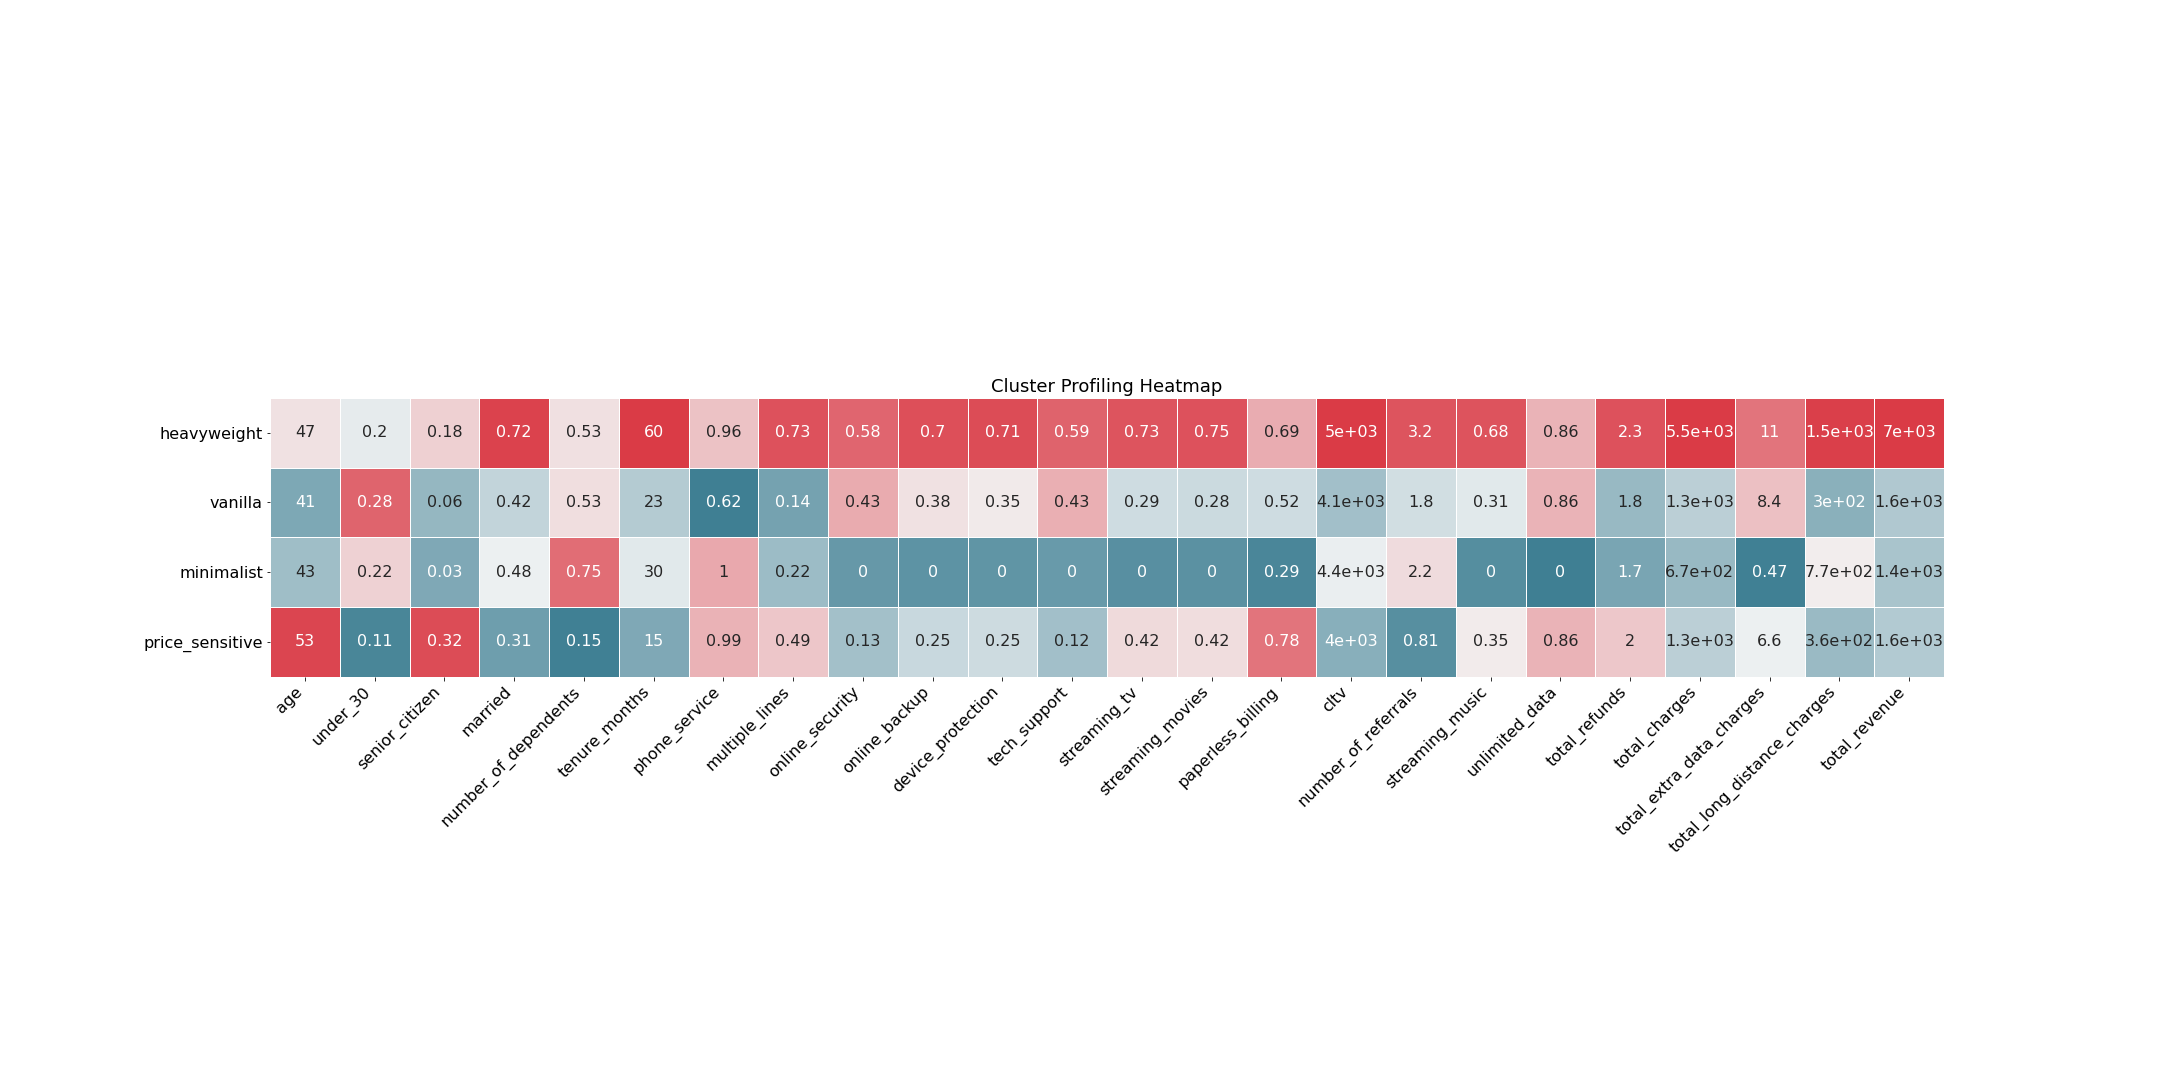 Cluster Profiling Heatmap
heavyweight 47 0.2 0.18 0.72 0.53 60 0.96 0.73 0.58 0.7 0.71 0.59 0.73 0.75 0.69 5e+03 3.2 0.68 0.86 2.3 5.5e+03 11 1.5e+03 7e+03
vanilla 41 0.28 0.06 0.42 0.53 23 0.62 0.14 0.43 0.38 0.35 0.43 0.29 0.28 0.52 4.1e+03 1.8 0.31 0.86 1.8 1.3e+03 8.4 3e+02 1.6e+03
minimalist 43 0.22 0.03 0.48 0.75 30 1 0.22 0 0 0 0 0 0 0.29 4.4e+03 2.2 0 0 1.7 6.7e+02 0.47 7.7e+02 1.4e+03
price_sensitive 53 0.11 0.32 0.31 0.15 15 0.99 0.49 0.13 0.25 0.25 0.12 0.42 0.42 0.78 4e+03 0.81 0.35 0.86 2 1.3e+03 6.6 3.6e+02 1.6e+03
age
under_30
senior_citizen
married
number_of_dependents
tenure_months
phone_service
multiple_lines
online_security
online_backup
device_protection
tech_support
streaming_tv
streaming_movies
paperless_billing
cltv
number_of_referrals
streaming_music
unlimited_data
total_refunds
total_charges
total_extra_data_charges
total_long_distance_charges
total_revenue